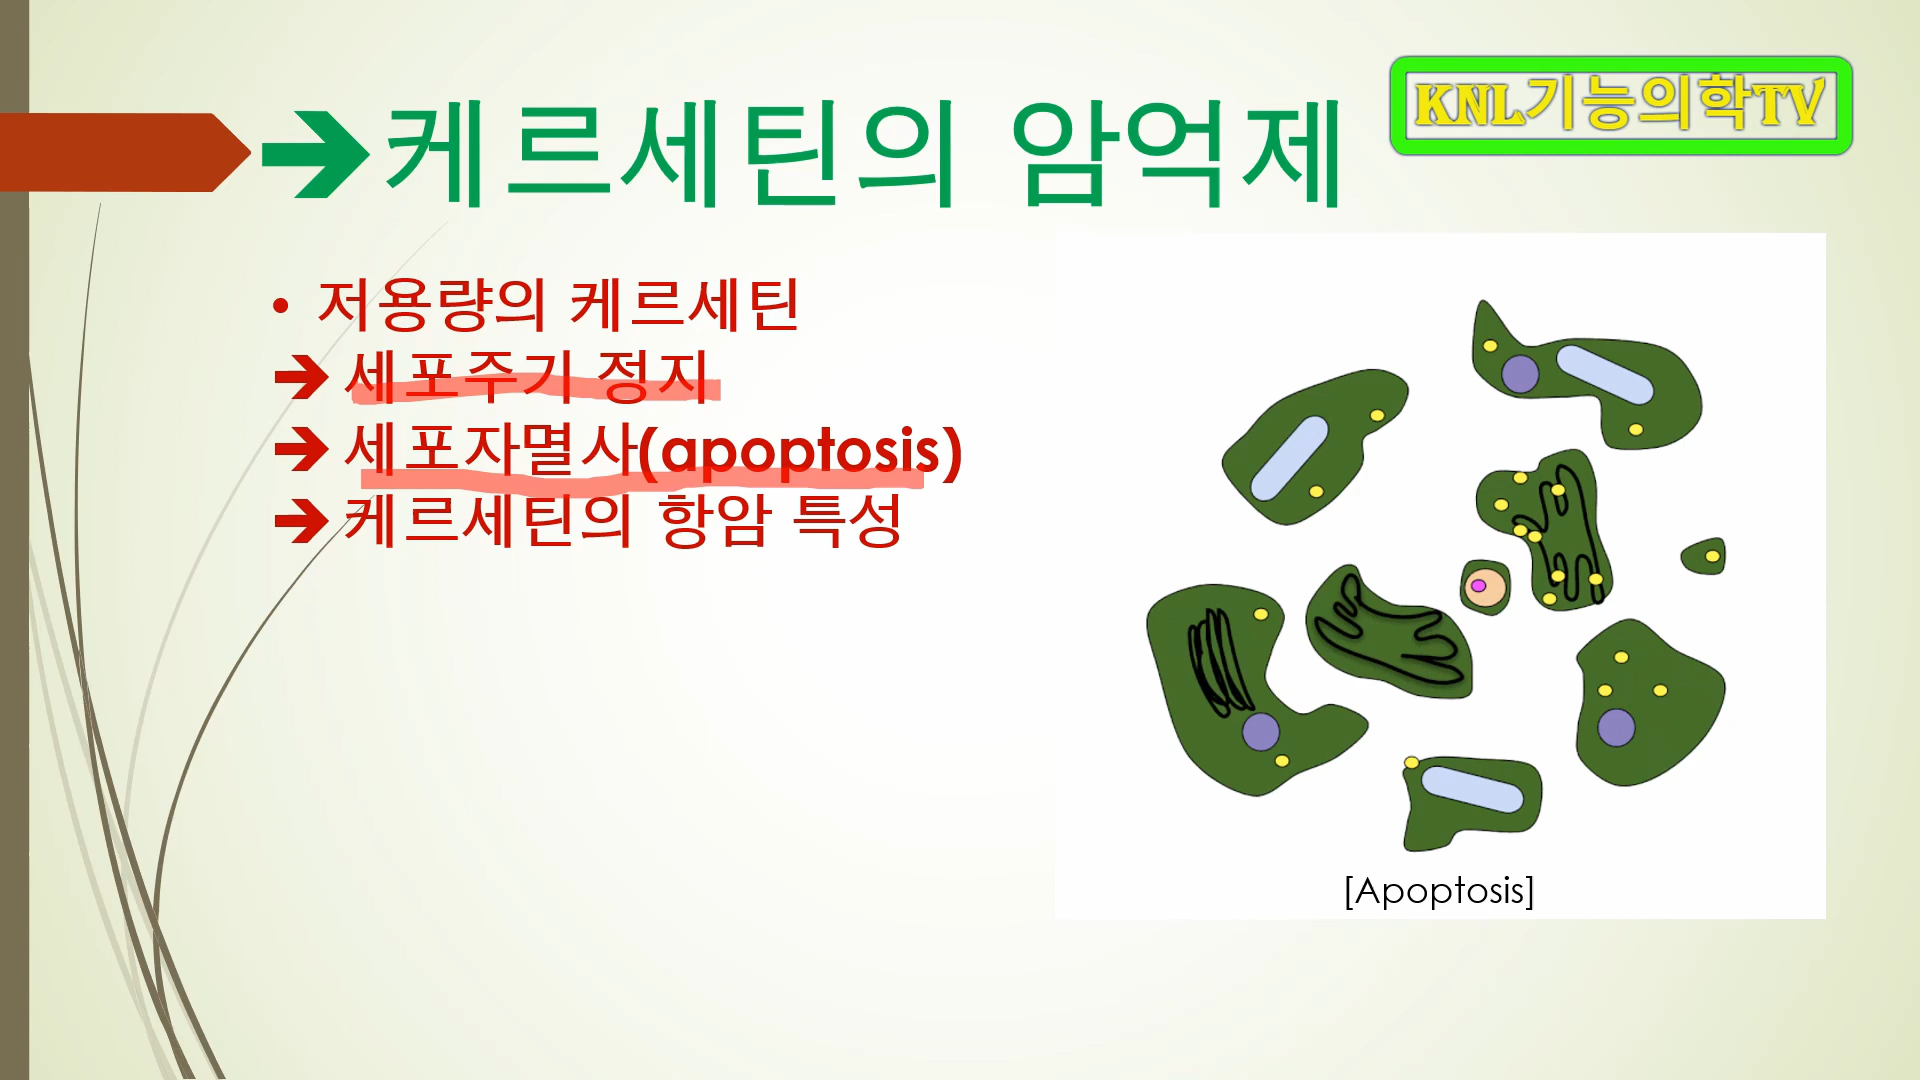 ➔케르세틴의 암억제
KNL기능의학TV
• 저용량의 케르세틴
➔ 세포주기 정지
➔ 세포자멸사(apoptosis)
➔ 케르세틴의 항암 특성
[Apoptosis]